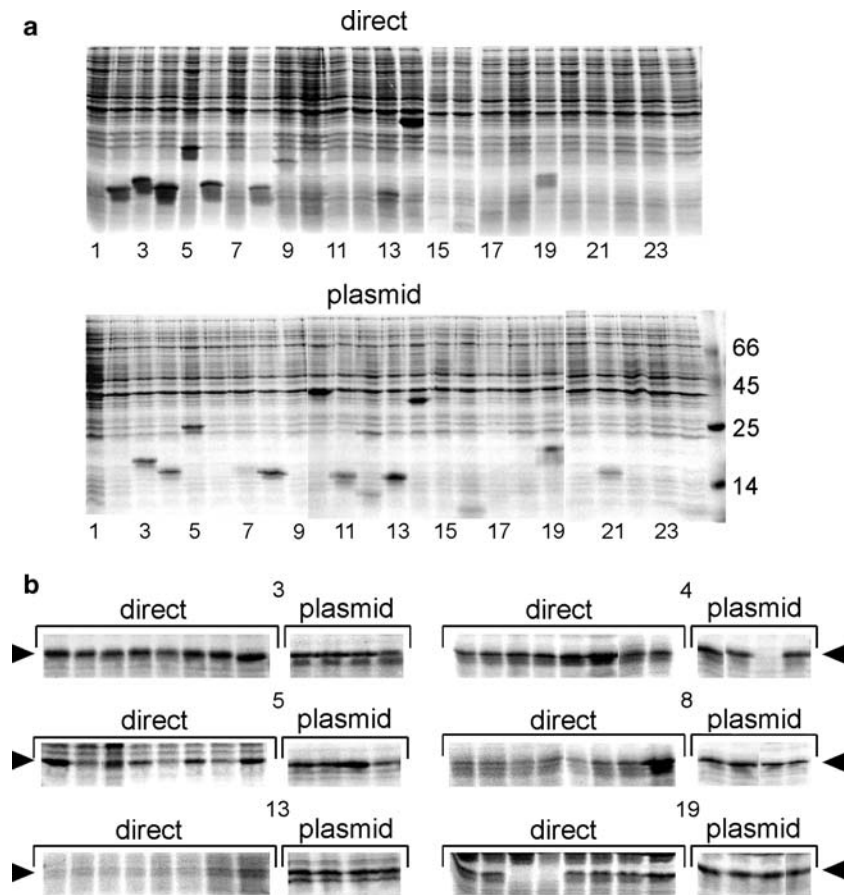 a
direct
1 3 5 7 9 11 13 15 17 19 21 23
plasmid
66
45
25
14
1 3 5 7 9 11 13 15 17 19 21 23
b
3
direct plasmid
4
direct plasmid
5
direct plasmid
8
direct plasmid
13
direct plasmid
19
direct plasmid